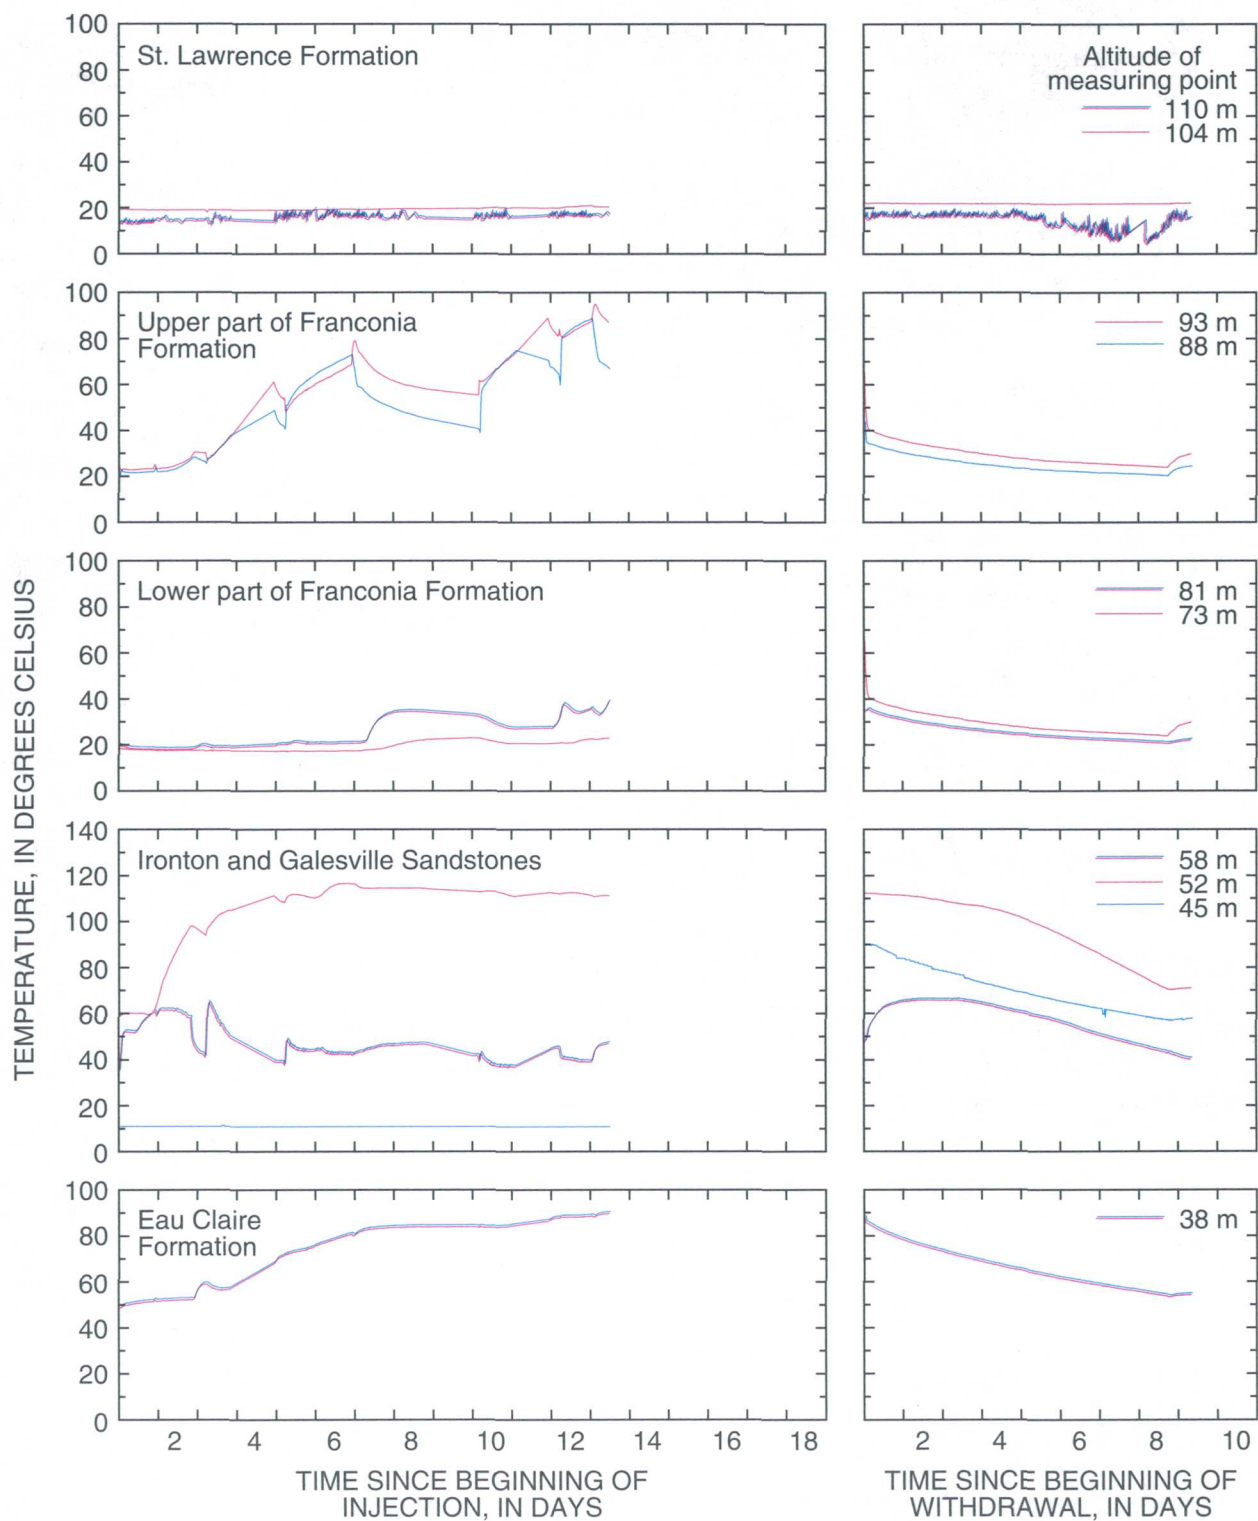 TEMPERATURE, IN DEGREES CELSIUS
100
80
60
40
20
0
St. Lawrence Formation
Altitude of
measuring point
110 m
104 m
100
80
60
40
20
0
Upper part of Franconia
Formation
93 m
88 m
100
80
60
40
20
0
Lower part of Franconia Formation
81 m
73 m
140
120
100
80
60
40
20
0
Ironton and Galesville Sandstones
58 m
52 m
45 m
100
80
60
40
20
0
Eau Claire
Formation
38 m
2 4 6 8 10 12 14 16 18
2 4 6 8 10
TIME SINCE BEGINNING OF
INJECTION, IN DAYS
TIME SINCE BEGINNING OF
WITHDRAWAL, IN DAYS